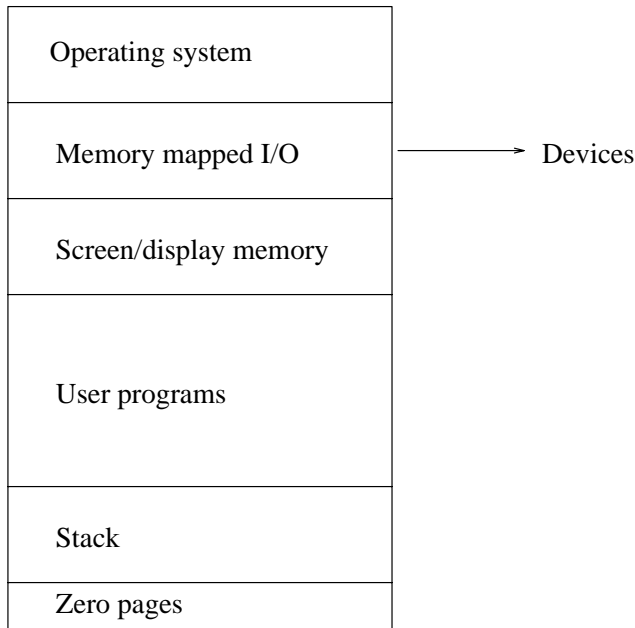 Operating system
Memory mapped I/O
Devices
Screen/display memory
User programs
Stack
Zero pages